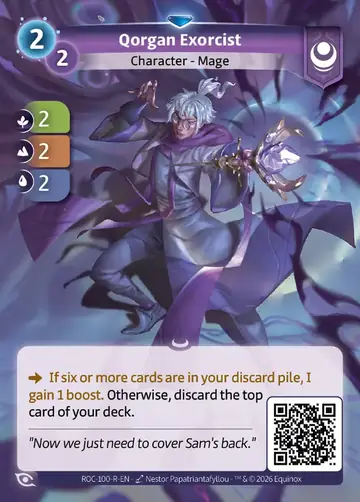 2
Qorgan Exorcist
2
Character - Mage
2
2
2
If six or more cards are in your discard pile, I
gain 1 boost. Otherwise, discard the top
card of your deck.
"Now we just need to cover Sam's back."
ROC-100-R-EN - Nestor Papatriantafyllou - ™ & © 2026 Equinox